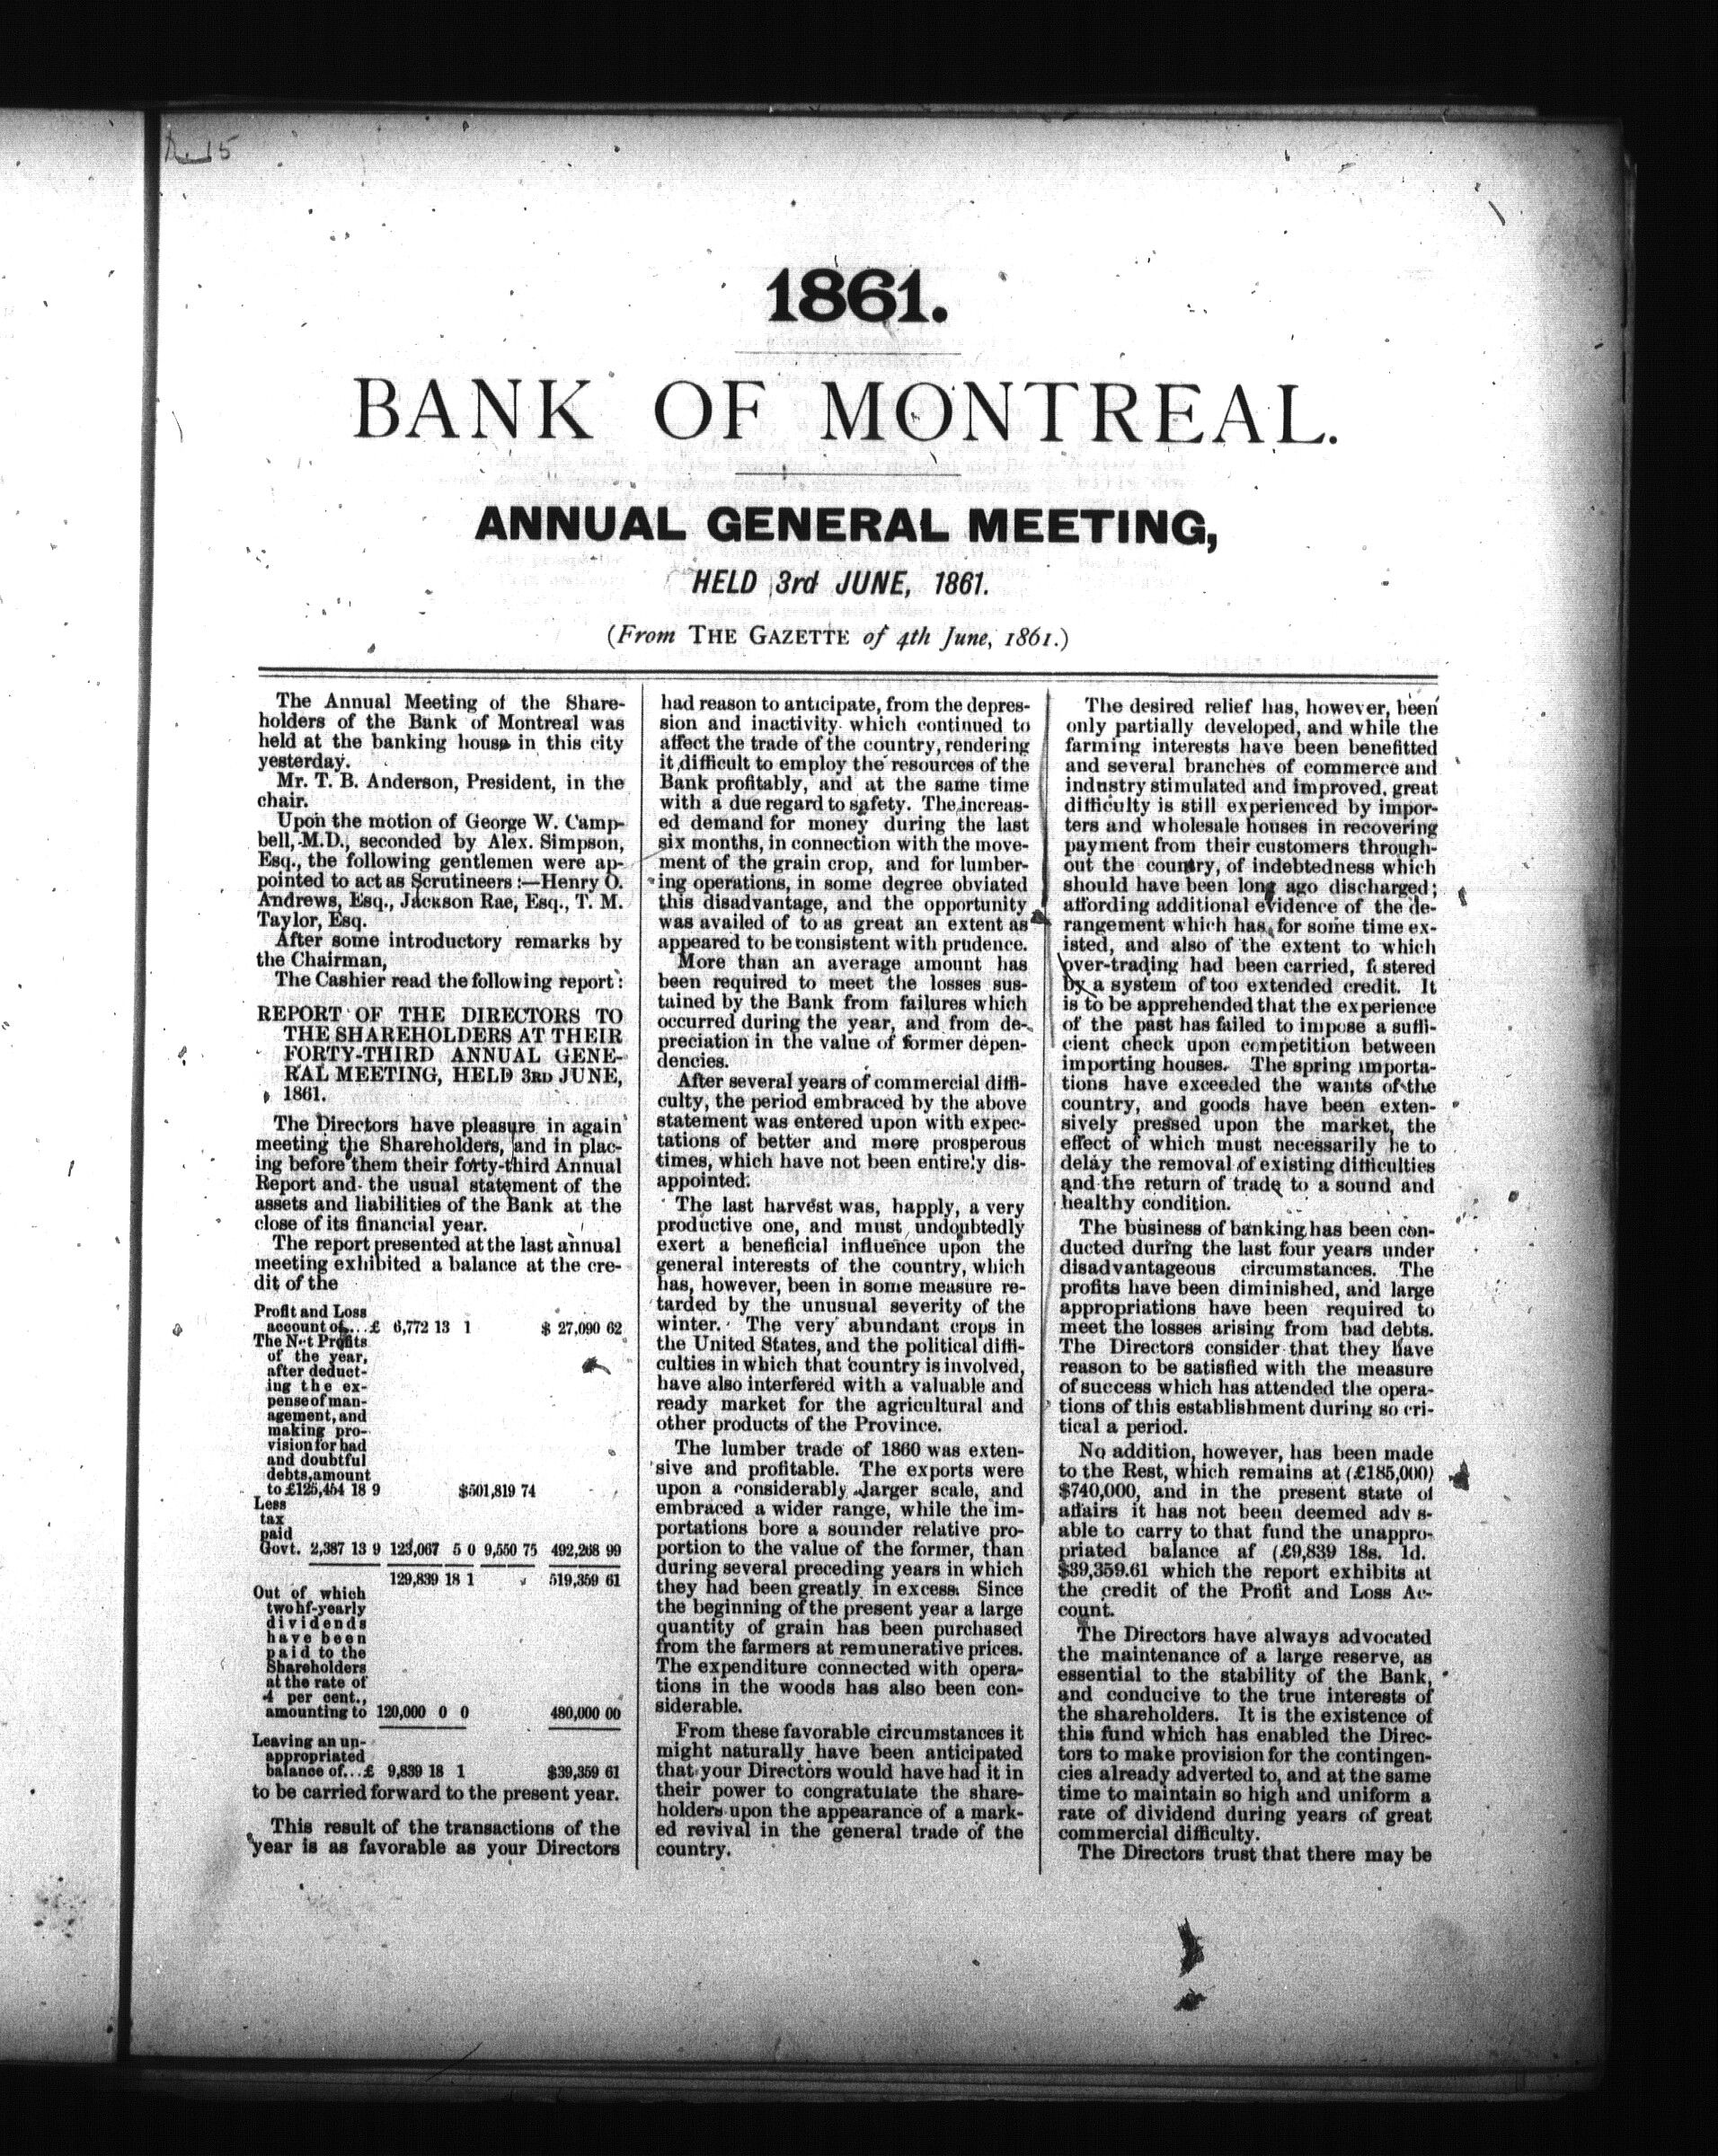 1861.
BANK OF MONTREAL.
ANNUAL GENERAL MEETING,
HELD 3rd JUNE, 1861.
(From THE GAZETTE of 4th June, 1861.)
The Annual Meeting of the Share-
holders of the Bank of Montreal was
held at the banking house in this city
yesterday.
Mr. T. B. Anderson, President, in the
chair.
Upon the motion of George W. Camp-
bell, M.D., seconded by Alex. Simpson,
Esq., the following gentlemen were ap-
pointed to act as Scrutineers :—Henry O.
Andrews, Esq., Jackson Rae, Esq., T. M.
Taylor, Esq.
After some introductory remarks by
the Chairman,
The Cashier read the following report:
REPORT OF THE DIRECTORS TO
THE SHAREHOLDERS AT THEIR
FORTY-THIRD ANNUAL GENE-
RAL MEETING, HELD 3RD JUNE,
1861.
The Directors have pleasure in again
meeting the Shareholders, and in plac-
ing before them their forty-third Annual
Report and the usual statement of the
assets and liabilities of the Bank at the
close of its financial year.
The report presented at the last annual
meeting exhibited a balance at the cre-
dit of the
Profit and Loss
account of... £ 6,772 13 1 $ 27,090 62
The Net Profits
of the year,
after deduct-
ing the ex-
pense of man-
agement, and
making pro-
vision for bad
and doubtful
debts, amount
to £125,454 18 9 $501,819 74
Less
tax
paid
Govt. 2,387 13 9 123,067 5 0 9,550 75 492,268 99
129,839 18 1 519,359 61
Out of which
two hf-yearly
dividends
have been
paid to the
Shareholders
at the rate of
4 per cent.,
amounting to 120,000 0 0 480,000 00
Leaving an un-
appropriated
balance of... £ 9,839 18 1 $39,359 61
to be carried forward to the present year.
This result of the transactions of the
year is as favorable as your Directors
had reason to anticipate, from the depres-
sion and inactivity which continued to
affect the trade of the country, rendering
it difficult to employ the resources of the
Bank profitably, and at the same time
with a due regard to safety. The increas-
ed demand for money during the last
six months, in connection with the move-
ment of the grain crop, and for lumber-
ing operations, in some degree obviated
this disadvantage, and the opportunity
was availed of to as great an extent as
appeared to be consistent with prudence.
More than an average amount has
been required to meet the losses sus-
tained by the Bank from failures which
occurred during the year, and from de-
preciation in the value of former depen-
dencies.
After several years of commercial diffi-
culty, the period embraced by the above
statement was entered upon with expec-
tations of better and more prosperous
times, which have not been entirely dis-
appointed.
The last harvest was, happily, a very
productive one, and must undoubtedly
exert a beneficial influence upon the
general interests of the country, which
has, however, been in some measure re-
tarded by the unusual severity of the
winter. The very abundant crops in
the United States, and the political diffi-
culties in which that country is involved,
have also interfered with a valuable and
ready market for the agricultural and
other products of the Province.
The lumber trade of 1860 was exten-
sive and profitable. The exports were
upon a considerably larger scale, and
embraced a wider range, while the im-
portations bore a sounder relative pro-
portion to the value of the former, than
during several preceding years in which
they had been greatly in excess. Since
the beginning of the present year a large
quantity of grain has been purchased
from the farmers at remunerative prices.
The expenditure connected with opera-
tions in the woods has also been con-
siderable.
From these favorable circumstances it
might naturally have been anticipated
that your Directors would have had it in
their power to congratulate the share-
holders upon the appearance of a mark-
ed revival in the general trade of the
country.
The desired relief has, however, been
only partially developed, and while the
farming interests have been benefitted
and several branches of commerce and
industry stimulated and improved, great
difficulty is still experienced by impor-
ters and wholesale houses in recovering
payment from their customers through-
out the country, of indebtedness which
should have been long ago discharged;
affording additional evidence of the de-
rangement which has for some time ex-
isted, and also of the extent to which
over-trading had been carried, fostered
by a system of too extended credit. It
is to be apprehended that the experience
of the past has failed to impose a suffi-
cient check upon competition between
importing houses. The spring importa-
tions have exceeded the wants of the
country, and goods have been exten-
sively pressed upon the market, the
effect of which must necessarily be to
delay the removal of existing difficulties
and the return of trade to a sound and
healthy condition.
The business of banking has been con-
ducted during the last four years under
disadvantageous circumstances. The
profits have been diminished, and large
appropriations have been required to
meet the losses arising from bad debts.
The Directors consider that they have
reason to be satisfied with the measure
of success which has attended the opera-
tions of this establishment during so cri-
tical a period.
No addition, however, has been made
to the Rest, which remains at (£185,000)
$740,000, and in the present state of
affairs it has not been deemed advis-
able to carry to that fund the unappro-
priated balance af (£9,839 18s. 1d.
$39,359.61 which the report exhibits at
the credit of the Profit and Loss Ac-
count.
The Directors have always advocated
the maintenance of a large reserve, as
essential to the stability of the Bank,
and conducive to the true interests of
the shareholders. It is the existence of
this fund which has enabled the Direc-
tors to make provision for the contingen-
cies already adverted to, and at the same
time to maintain so high and uniform a
rate of dividend during years of great
commercial difficulty.
The Directors trust that there may be